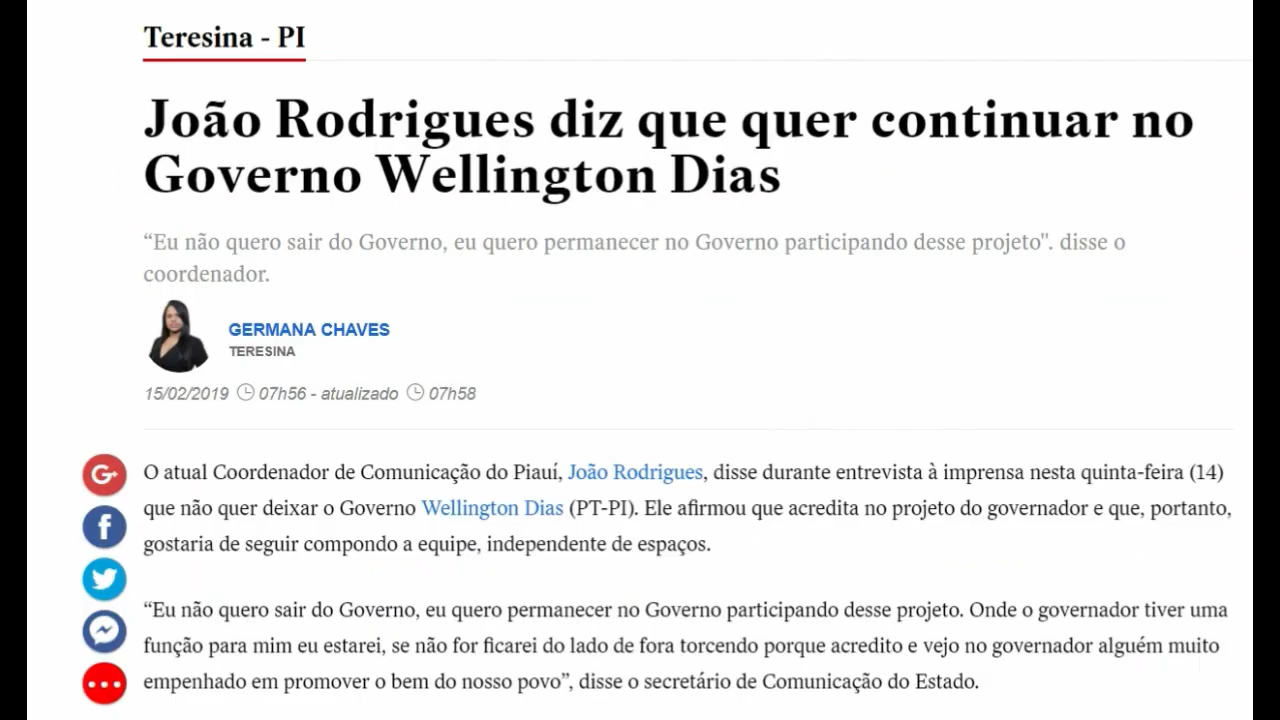 Teresina - PI
João Rodrigues diz que quer continuar no
Governo Wellington Dias
“Eu não quero sair do Governo, eu quero permanecer no Governo participando desse projeto". disse o
coordenador.
GERMANA CHAVES
TERESINA
15/02/2019 07h56 - atualizado 07h58
O atual Coordenador de Comunicação do Piauí, João Rodrigues, disse durante entrevista à imprensa nesta quinta-feira (14)
que não quer deixar o Governo Wellington Dias (PT-PI). Ele afirmou que acredita no projeto do governador e que, portanto,
gostaria de seguir compondo a equipe, independente de espaços.
“Eu não quero sair do Governo, eu quero permanecer no Governo participando desse projeto. Onde o governador tiver uma
função para mim eu estarei, se não for ficarei do lado de fora torcendo porque acredito e vejo no governador alguém muito
empenhado em promover o bem do nosso povo”, disse o secretário de Comunicação do Estado.